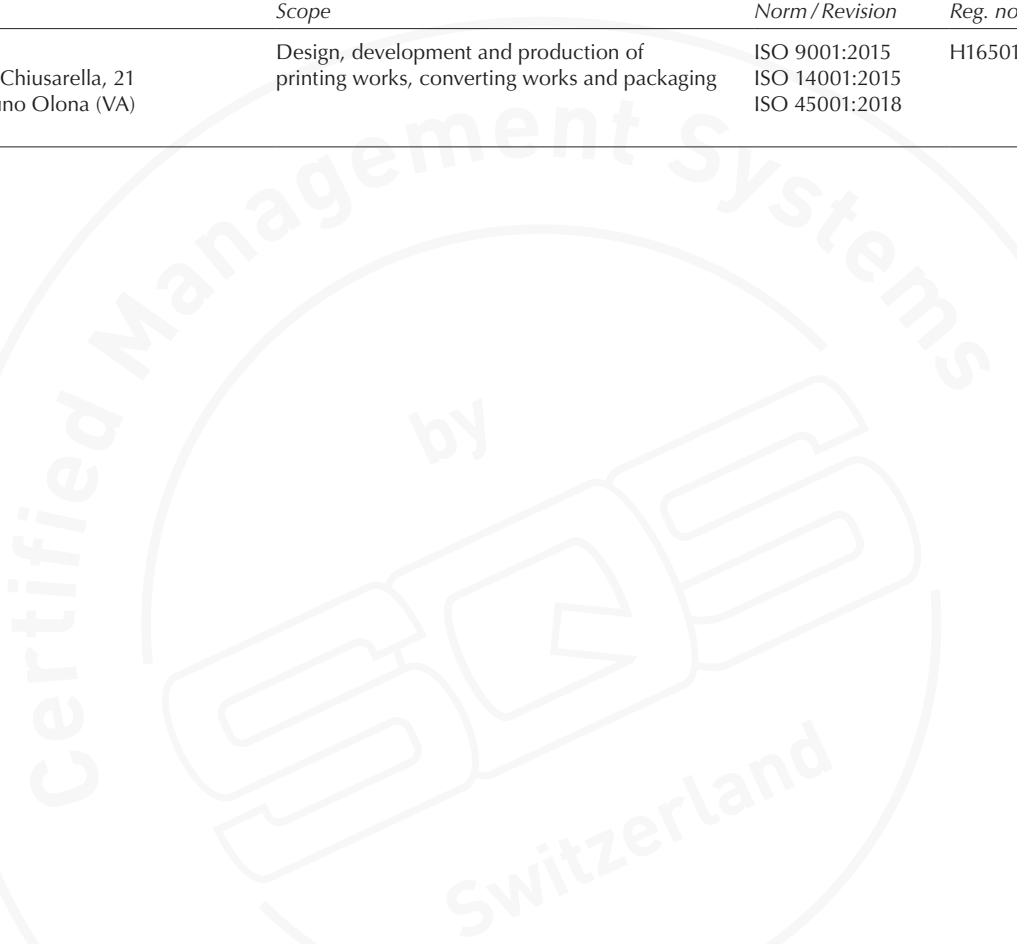 Scope Norm / Revision Reg. no
Design, development and production of ISO 9001:2015 H16501
Chiusarella, 21 printing works, converting works and packaging ISO 14001:2015
Olona (VA) ISO 45001:2018
Certified Management Systems
by
SQS
Switzerland